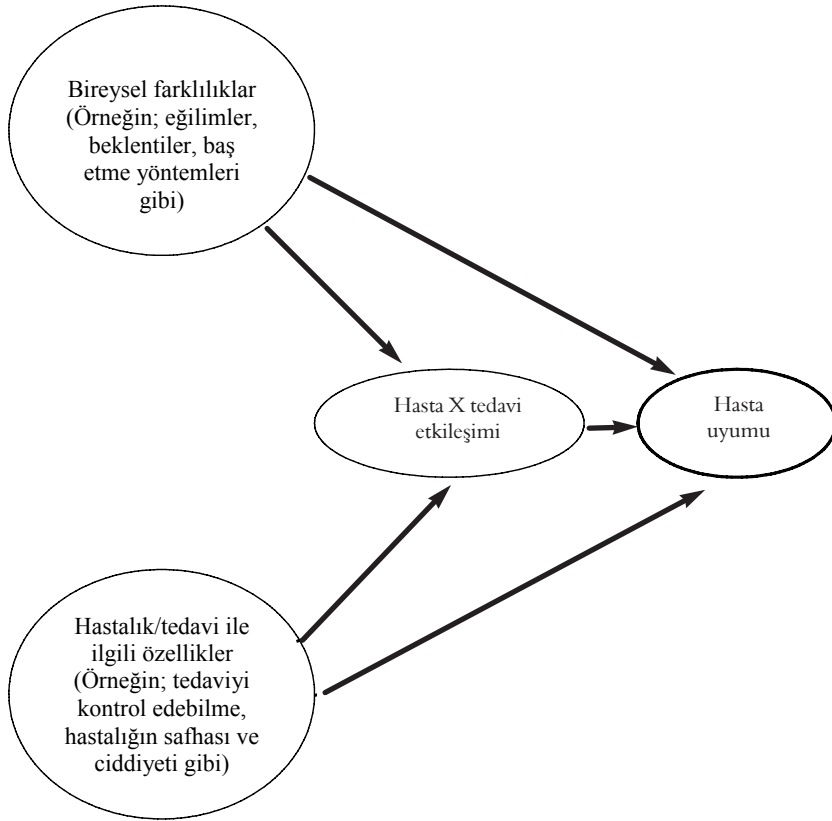 Bireysel farklılıklar
(Örneğin; eğilimler,
beklentiler, baş
etme yöntemleri
gibi)
Hasta X tedavi
etkileşimi
Hasta
uyumu
Hastalık/tedavi ile
ilgili özellikler
(Örneğin; tedaviyi
kontrol edebilme,
hastalığın safhası ve
ciddiyeti gibi)